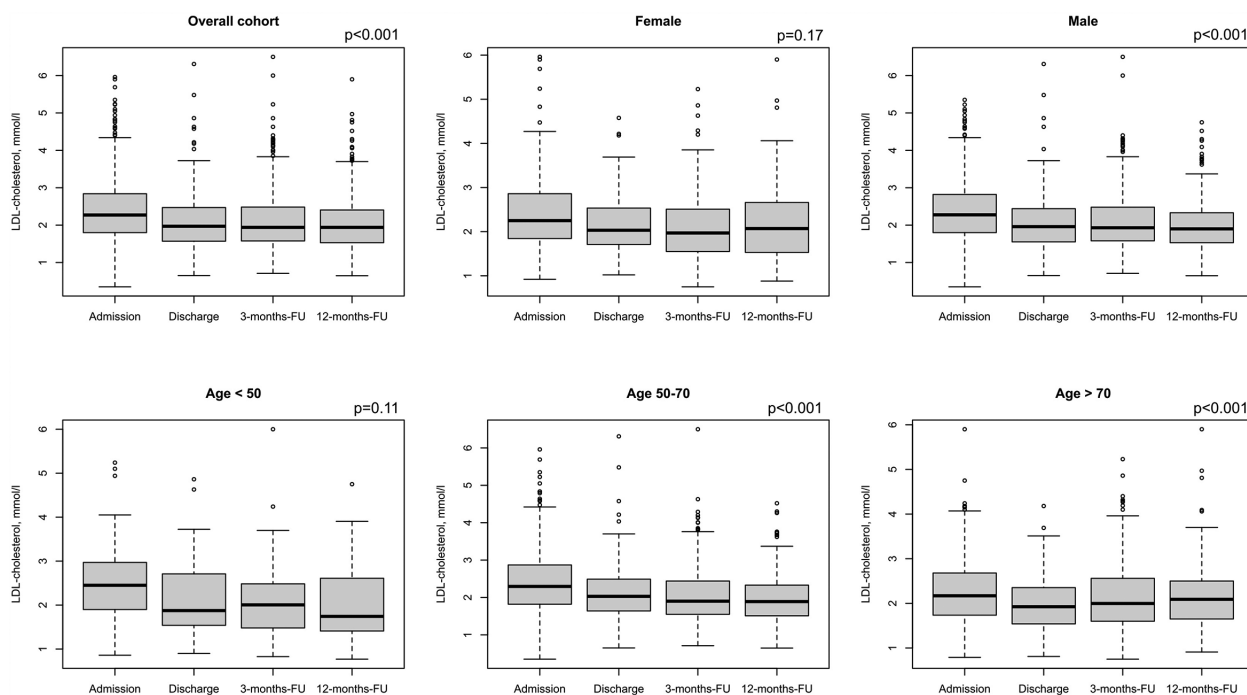 Overall cohort
p<0.001
LDL-cholesterol, mmol/l
6
5
4
3
2
1
Admission Discharge 3-months-FU 12-months-FU
Female
p=0.17
LDL-cholesterol, mmol/l
6
5
4
3
2
1
Admission Discharge 3-months-FU 12-months-FU
Male
p<0.001
LDL-cholesterol, mmol/l
6
5
4
3
2
1
Admission Discharge 3-months-FU 12-months-FU
Age < 50
p=0.11
LDL-cholesterol, mmol/l
6
5
4
3
2
1
Admission Discharge 3-months-FU 12-months-FU
Age 50-70
p<0.001
LDL-cholesterol, mmol/l
6
5
4
3
2
1
Admission Discharge 3-months-FU 12-months-FU
Age > 70
p<0.001
LDL-cholesterol, mmol/l
6
5
4
3
2
1
Admission Discharge 3-months-FU 12-months-FU